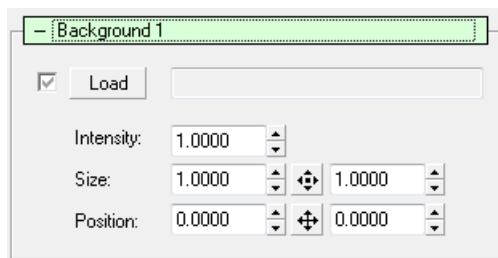 – Background 1
Load
Intensity: 1.0000
Size: 1.0000 1.0000
Position: 0.0000 0.0000